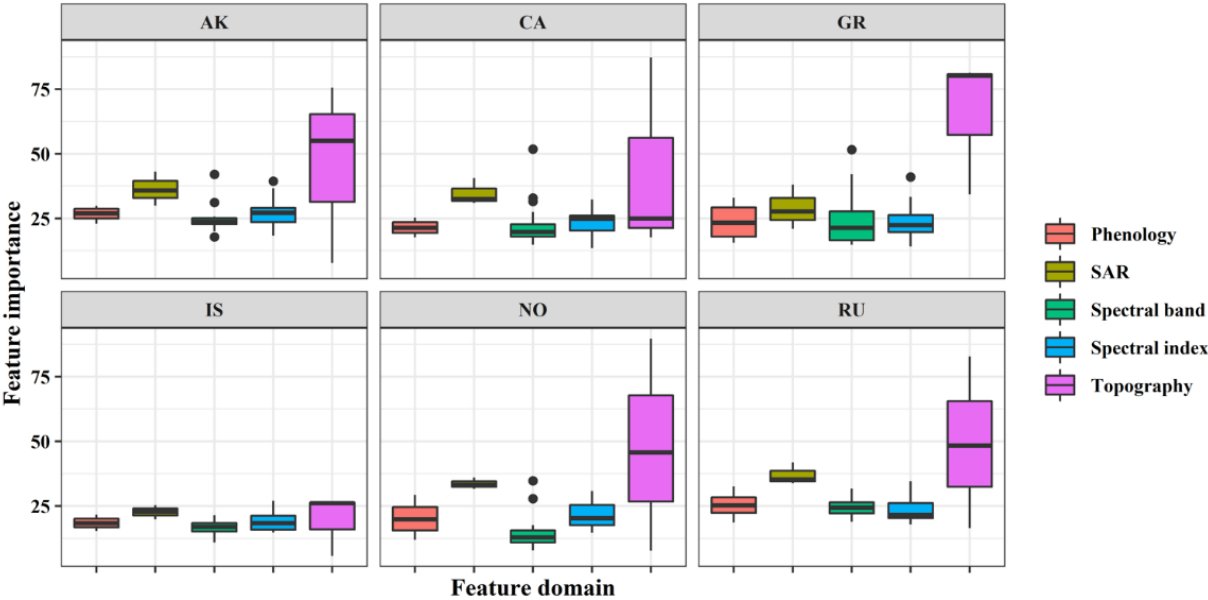 AK
CA
GR
75
50
25
IS
NO
RU
75
50
25
Feature importance
Feature domain
Phenology
SAR
Spectral band
Spectral index
Topography